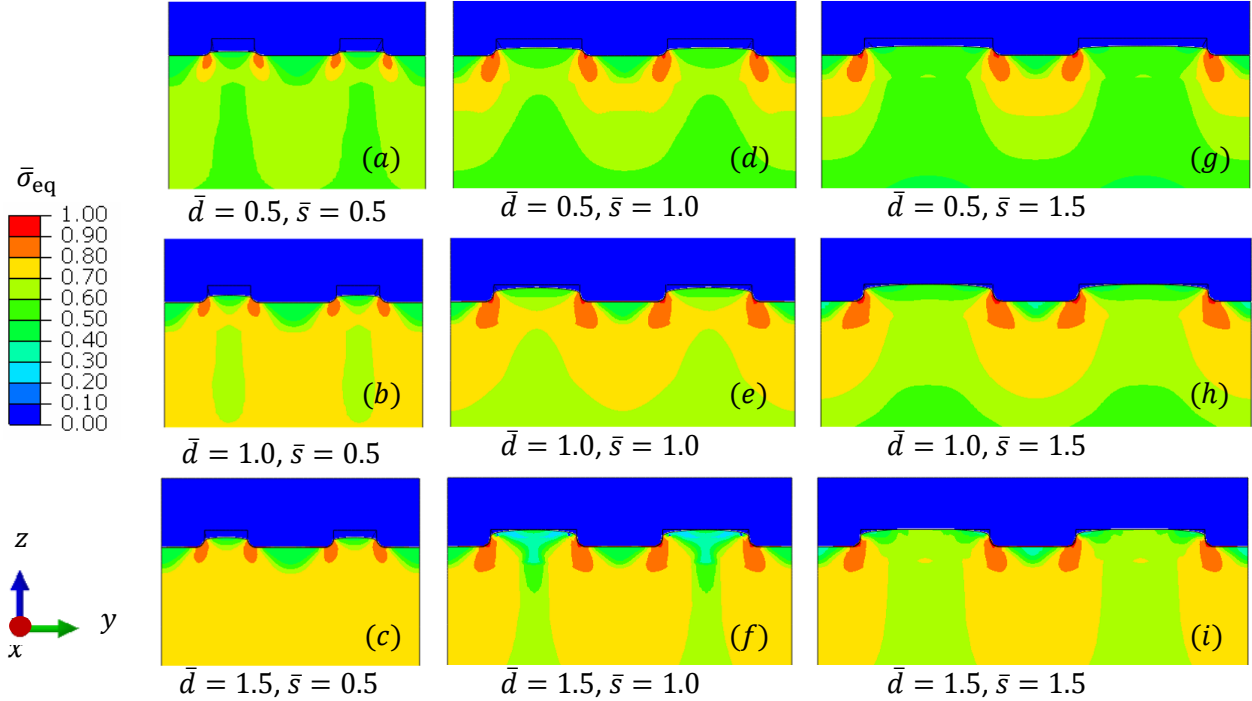 (a)
(d)
(g)
σ̄eq
d̄ = 0.5, s̄ = 0.5
d̄ = 0.5, s̄ = 1.0
d̄ = 0.5, s̄ = 1.5
1.00
0.90
0.80
0.70
0.60
0.50
0.40
0.30
0.20
0.10
0.00
(b)
(e)
(h)
d̄ = 1.0, s̄ = 0.5
d̄ = 1.0, s̄ = 1.0
d̄ = 1.0, s̄ = 1.5
z
y
x
(c)
(f)
(i)
d̄ = 1.5, s̄ = 0.5
d̄ = 1.5, s̄ = 1.0
d̄ = 1.5, s̄ = 1.5